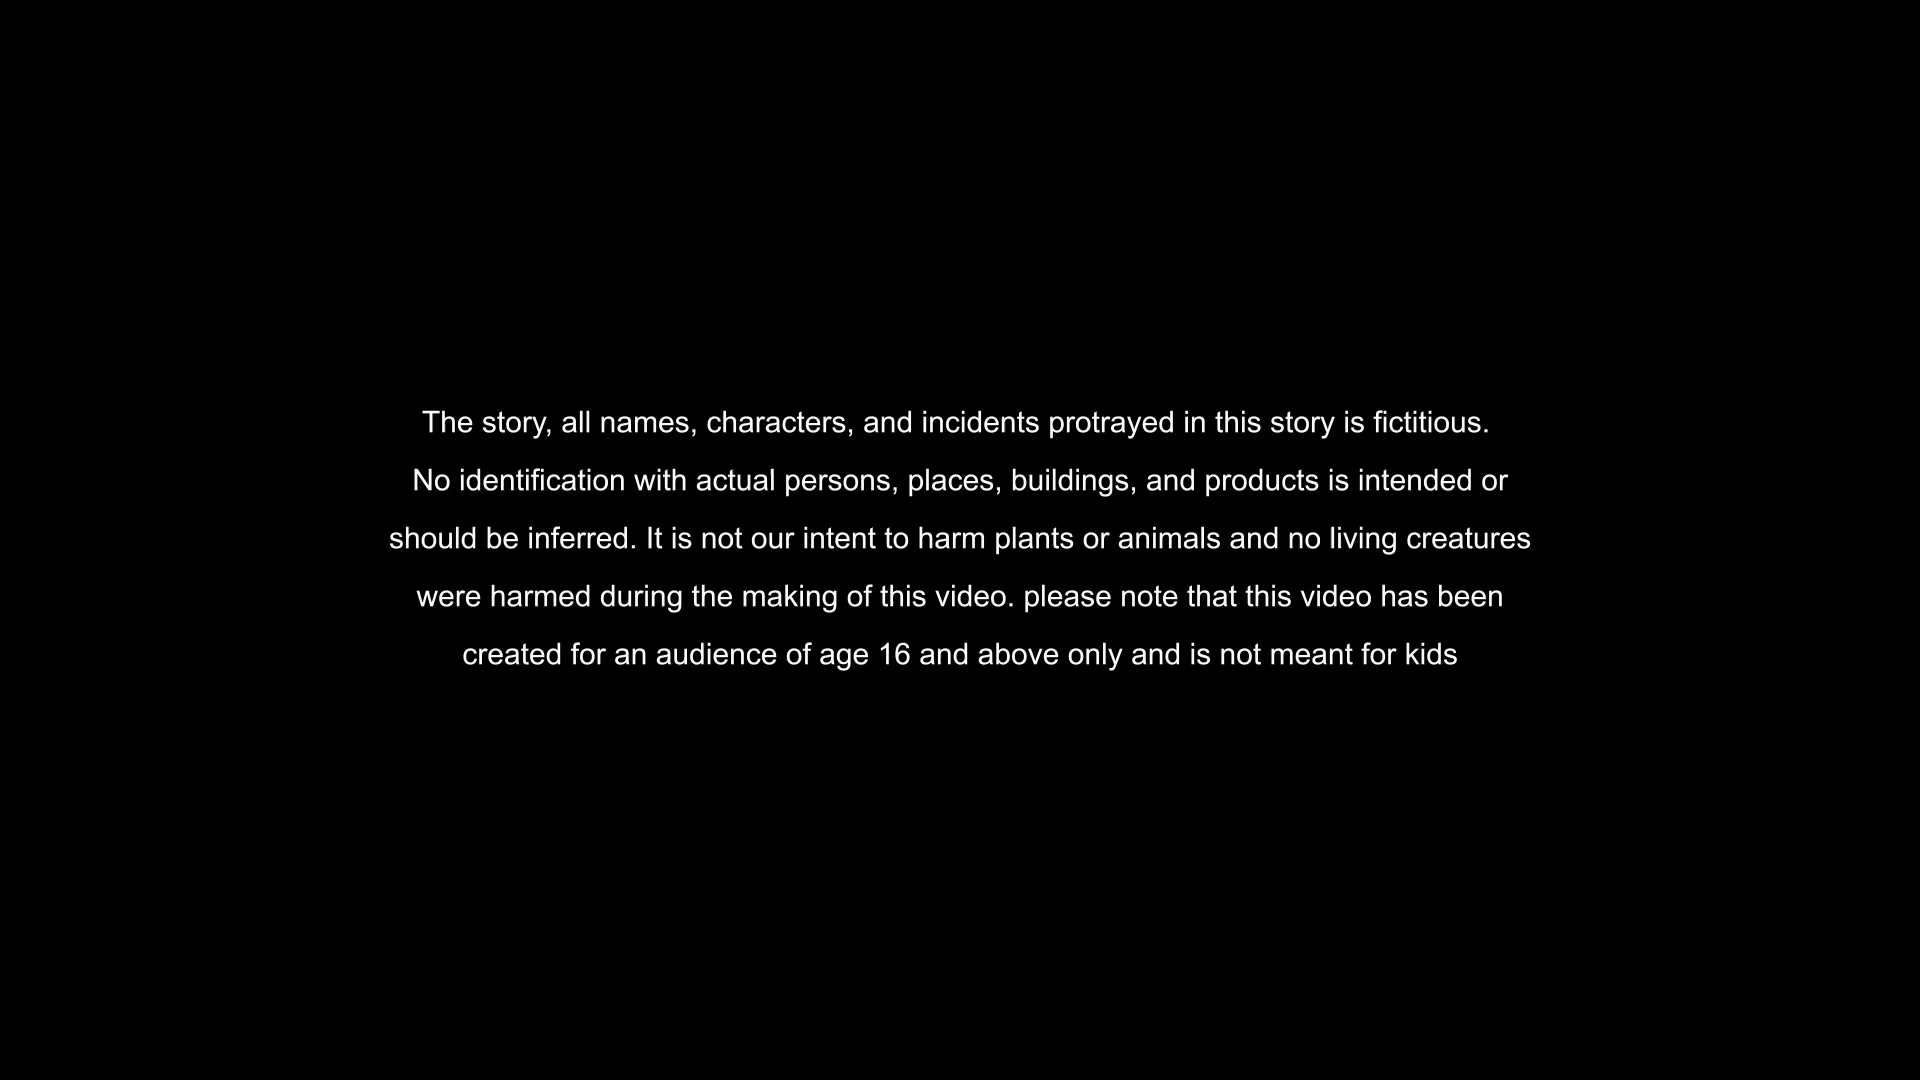 The story, all names, characters, and incidents protrayed in this story is fictitious.
No identification with actual persons, places, buildings, and products is intended or
should be inferred. It is not our intent to harm plants or animals and no living creatures
were harmed during the making of this video. please note that this video has been
created for an audience of age 16 and above only and is not meant for kids